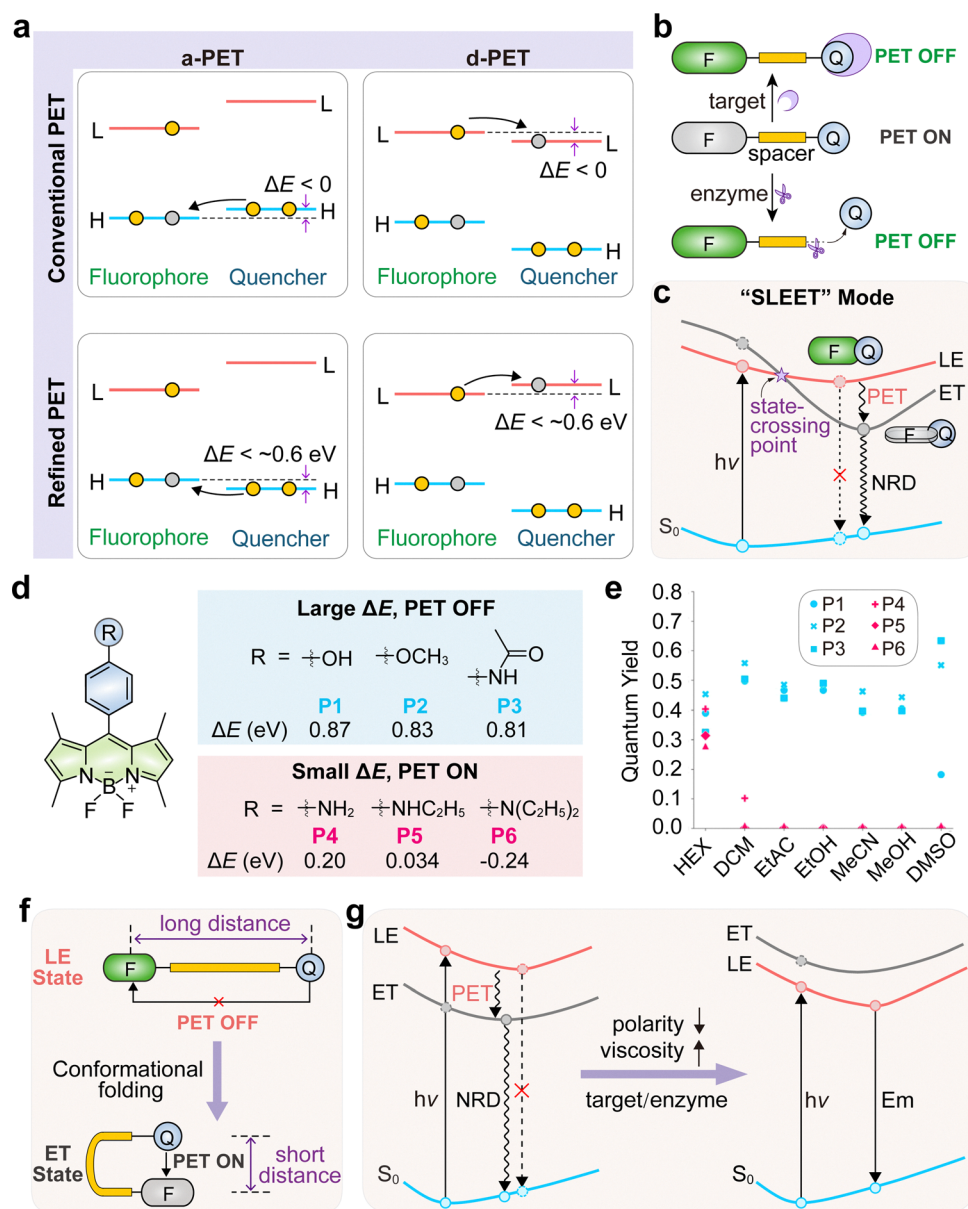 a
a-PET
d-PET
Conventional PET
L
L
L
ΔE < 0
ΔE < 0
H
H
H
H
Fluorophore
Quencher
Fluorophore
Quencher
Refined PET
L
L
L
L
ΔE < ~0.6 eV
ΔE < ~0.6 eV
H
H
H
H
Fluorophore
Quencher
Fluorophore
Quencher
b
F
Q
PET OFF
target
F
Q
PET ON
spacer
enzyme
Q
F
PET OFF
c
"SLEET" Mode
F
Q
LE
PET
ET
state-
crossing
point
F
Q
hν
NRD
S0
d
R
N
N
B
−
+
F
F
Large ΔE, PET OFF
R = OH OCH3 NH O
P1 P2 P3
ΔE (eV) 0.87 0.83 0.81
Small ΔE, PET ON
R = NH2 NHC2H5 N(C2H5)2
P4 P5 P6
ΔE (eV) 0.20 0.034 -0.24
e
Quantum Yield
0.8
0.7
0.6
0.5
0.4
0.3
0.2
0.1
0.0
P1 P4
P2 P5
P3 P6
HEX
DCM
EtAC
EtOH
MeCN
MeOH
DMSO
f
long distance
LE
State
F
Q
PET OFF
Conformational
folding
ET
State
Q
PET ON
F
short
distance
g
LE
ET
PET
hν
NRD
S0
polarity
viscosity
target/enzyme
ET
LE
hν
Em
S0